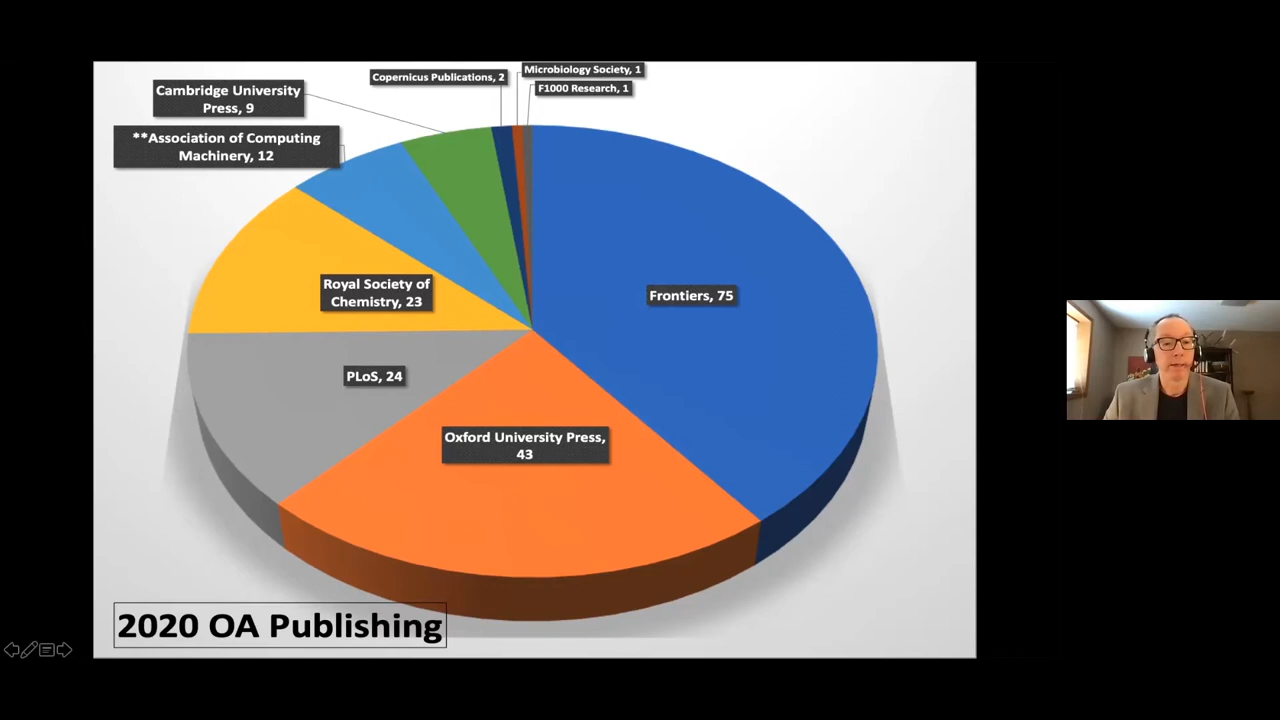 Copernicus Publications, 2
Microbiology Society, 1
F1000 Research, 1
Cambridge University
Press, 9
**Association of Computing
Machinery, 12
Royal Society of
Chemistry, 23
Frontiers, 75
PLoS, 24
Oxford University Press,
43
2020 OA Publishing